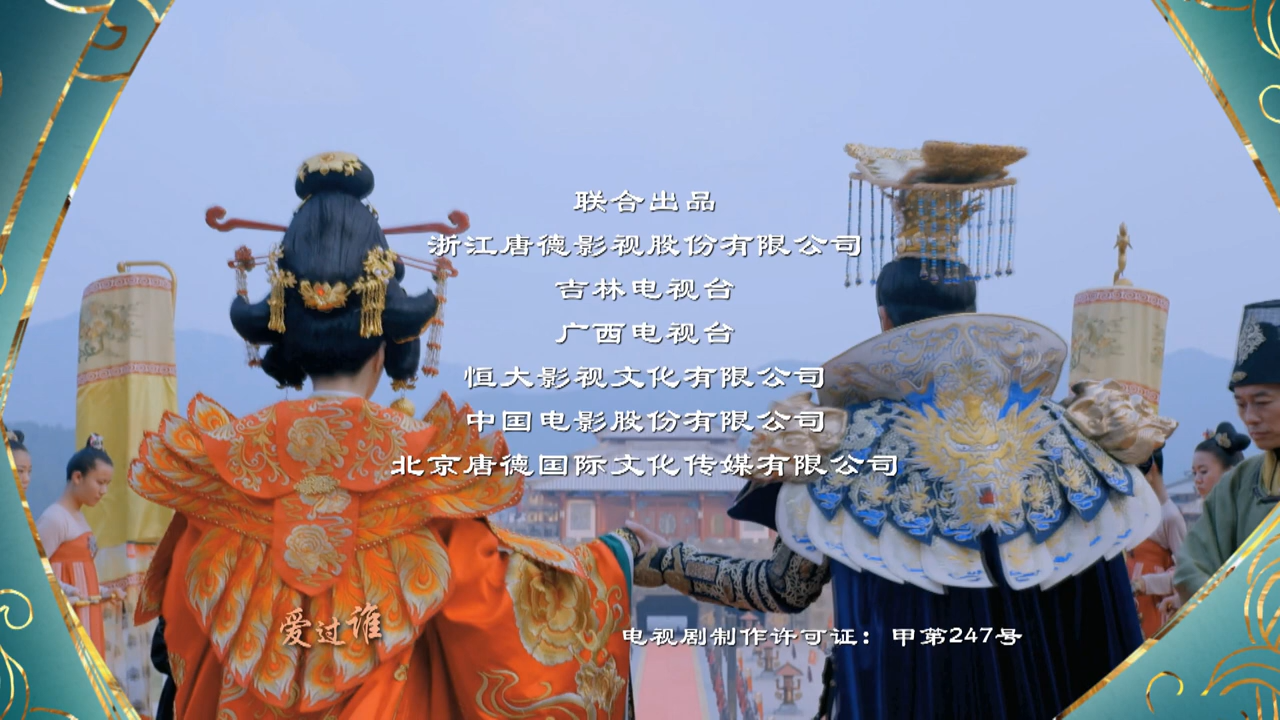 联合出品
浙江唐德影视股份有限公司
吉林电视台
广西电视台
恒大影视文化有限公司
中国电影股份有限公司
北京唐德国际文化传媒有限公司
爱过谁
电视剧制作许可证：甲第247号